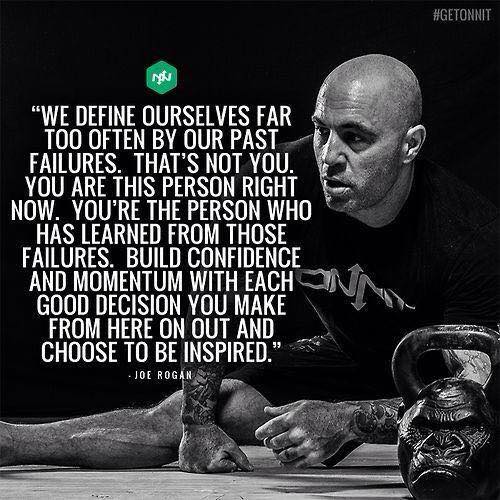 #GETONNIT
“WE DEFINE OURSELVES FAR
TOO OFTEN BY OUR PAST
FAILURES. THAT’S NOT YOU.
YOU ARE THIS PERSON RIGHT
NOW. YOU’RE THE PERSON WHO
HAS LEARNED FROM THOSE
FAILURES. BUILD CONFIDENCE
AND MOMENTUM WITH EACH
GOOD DECISION YOU MAKE
FROM HERE ON OUT AND
CHOOSE TO BE INSPIRED.”
- JOE ROGAN
ONNIT